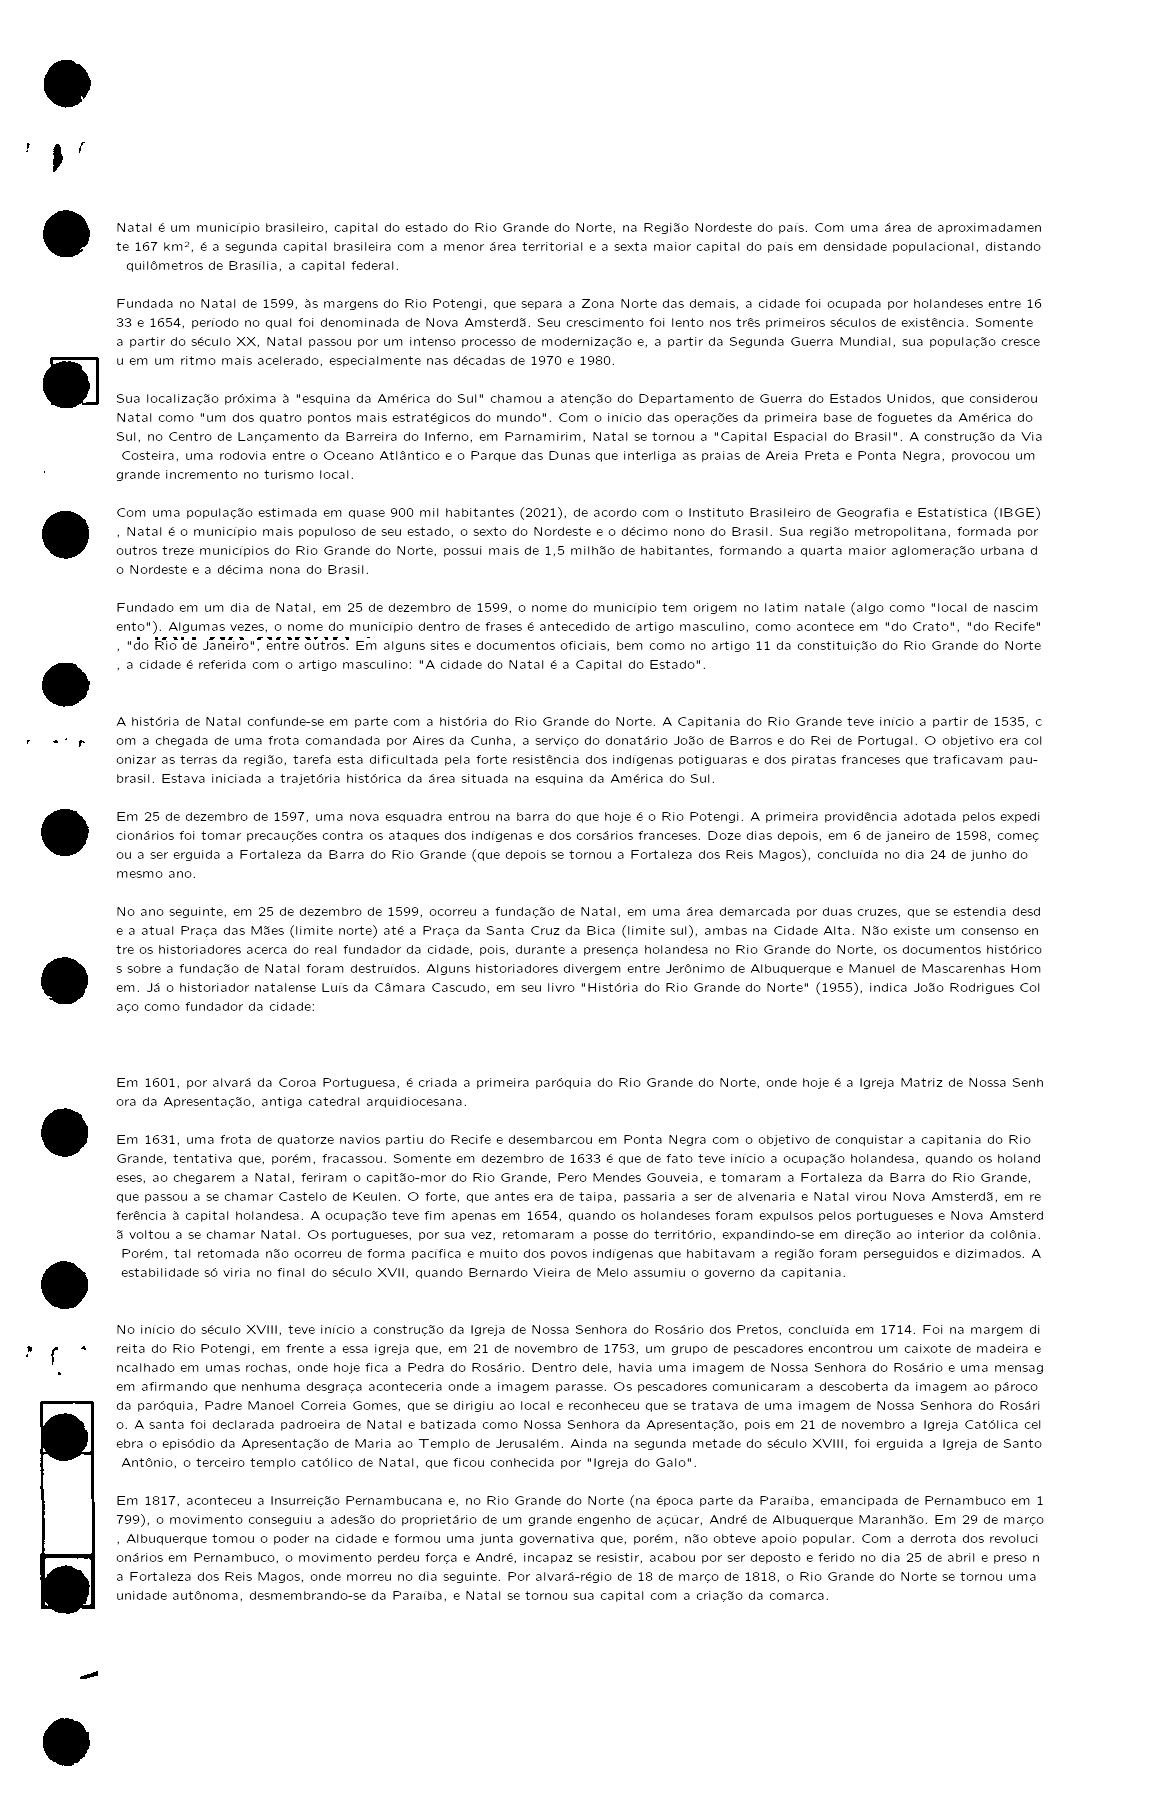 Natal é um município brasileiro, capital do estado do Rio Grande do Norte, na Região Nordeste do país. Com uma área de aproximadamen
te 167 km², é a segunda capital brasileira com a menor área territorial e a sexta maior capital do país em densidade populacional, distando
quilômetros de Brasília, a capital federal.
Fundada no Natal de 1599, às margens do Rio Potengi, que separa a Zona Norte das demais, a cidade foi ocupada por holandeses entre 16
33 e 1654, período no qual foi denominada de Nova Amsterdã. Seu crescimento foi lento nos três primeiros séculos de existência. Somente
a partir do século XX, Natal passou por um intenso processo de modernização e, a partir da Segunda Guerra Mundial, sua população cresce
u em um ritmo mais acelerado, especialmente nas décadas de 1970 e 1980.
Sua localização próxima à "esquina da América do Sul" chamou a atenção do Departamento de Guerra do Estados Unidos, que considerou
Natal como "um dos quatro pontos mais estratégicos do mundo". Com o início das operações da primeira base de foguetes da América do
Sul, no Centro de Lançamento da Barreira do Inferno, em Parnamirim, Natal se tornou a "Capital Espacial do Brasil". A construção da Via
Costeira, uma rodovia entre o Oceano Atlântico e o Parque das Dunas que interliga as praias de Areia Preta e Ponta Negra, provocou um
grande incremento no turismo local.
Com uma população estimada em quase 900 mil habitantes (2021), de acordo com o Instituto Brasileiro de Geografia e Estatística (IBGE)
, Natal é o município mais populoso de seu estado, o sexto do Nordeste e o décimo nono do Brasil. Sua região metropolitana, formada por
outros treze municípios do Rio Grande do Norte, possui mais de 1,5 milhão de habitantes, formando a quarta maior aglomeração urbana d
o Nordeste e a décima nona do Brasil.
Fundado em um dia de Natal, em 25 de dezembro de 1599, o nome do município tem origem no latim natale (algo como "local de nascim
ento"). Algumas vezes, o nome do município dentro de frases é antecedido de artigo masculino, como acontece em "do Crato", "do Recife"
, "do Rio de Janeiro", entre outros. Em alguns sites e documentos oficiais, bem como no artigo 11 da constituição do Rio Grande do Norte
, a cidade é referida com o artigo masculino: "A cidade do Natal é a Capital do Estado".
A história de Natal confunde-se em parte com a história do Rio Grande do Norte. A Capitania do Rio Grande teve início a partir de 1535, c
om a chegada de uma frota comandada por Aires da Cunha, a serviço do donatário João de Barros e do Rei de Portugal. O objetivo era col
onizar as terras da região, tarefa esta dificultada pela forte resistência dos indígenas potiguaras e dos piratas franceses que traficavam pau-
brasil. Estava iniciada a trajetória histórica da área situada na esquina da América do Sul.
Em 25 de dezembro de 1597, uma nova esquadra entrou na barra do que hoje é o Rio Potengi. A primeira providência adotada pelos expedi
cionários foi tomar precauções contra os ataques dos indígenas e dos corsários franceses. Doze dias depois, em 6 de janeiro de 1598, começ
ou a ser erguida a Fortaleza da Barra do Rio Grande (que depois se tornou a Fortaleza dos Reis Magos), concluída no dia 24 de junho do
mesmo ano.
No ano seguinte, em 25 de dezembro de 1599, ocorreu a fundação de Natal, em uma área demarcada por duas cruzes, que se estendia desd
e a atual Praça das Mães (limite norte) até a Praça da Santa Cruz da Bica (limite sul), ambas na Cidade Alta. Não existe um consenso en
tre os historiadores acerca do real fundador da cidade, pois, durante a presença holandesa no Rio Grande do Norte, os documentos histórico
s sobre a fundação de Natal foram destruídos. Alguns historiadores divergem entre Jerônimo de Albuquerque e Manuel de Mascarenhas Hom
em. Já o historiador natalense Luís da Câmara Cascudo, em seu livro "História do Rio Grande do Norte" (1955), indica João Rodrigues Col
aço como fundador da cidade:
Em 1601, por alvará da Coroa Portuguesa, é criada a primeira paróquia do Rio Grande do Norte, onde hoje é a Igreja Matriz de Nossa Senh
ora da Apresentação, antiga catedral arquidiocesana.
Em 1631, uma frota de quatorze navios partiu do Recife e desembarcou em Ponta Negra com o objetivo de conquistar a capitania do Rio
Grande, tentativa que, porém, fracassou. Somente em dezembro de 1633 é que de fato teve início a ocupação holandesa, quando os holand
eses, ao chegarem a Natal, feriram o capitão-mor do Rio Grande, Pero Mendes Gouveia, e tomaram a Fortaleza da Barra do Rio Grande,
que passou a se chamar Castelo de Keulen. O forte, que antes era de taipa, passaria a ser de alvenaria e Natal virou Nova Amsterdã, em re
ferência à capital holandesa. A ocupação teve fim apenas em 1654, quando os holandeses foram expulsos pelos portugueses e Nova Amsterd
ã voltou a se chamar Natal. Os portugueses, por sua vez, retomaram a posse do território, expandindo-se em direção ao interior da colônia.
Porém, tal retomada não ocorreu de forma pacífica e muito dos povos indígenas que habitavam a região foram perseguidos e dizimados. A
estabilidade só viria no final do século XVII, quando Bernardo Vieira de Melo assumiu o governo da capitania.
No início do século XVIII, teve início a construção da Igreja de Nossa Senhora do Rosário dos Pretos, concluída em 1714. Foi na margem di
reita do Rio Potengi, em frente a essa igreja que, em 21 de novembro de 1753, um grupo de pescadores encontrou um caixote de madeira e
ncalhado em umas rochas, onde hoje fica a Pedra do Rosário. Dentro dele, havia uma imagem de Nossa Senhora do Rosário e uma mensag
em afirmando que nenhuma desgraça aconteceria onde a imagem parasse. Os pescadores comunicaram a descoberta da imagem ao pároco
da paróquia, Padre Manoel Correia Gomes, que se dirigiu ao local e reconheceu que se tratava de uma imagem de Nossa Senhora do Rosári
o. A santa foi declarada padroeira de Natal e batizada como Nossa Senhora da Apresentação, pois em 21 de novembro a Igreja Católica cel
ebra o episódio da Apresentação de Maria ao Templo de Jerusalém. Ainda na segunda metade do século XVIII, foi erguida a Igreja de Santo
Antônio, o terceiro templo católico de Natal, que ficou conhecida por "Igreja do Galo".
Em 1817, aconteceu a Insurreição Pernambucana e, no Rio Grande do Norte (na época parte da Paraíba, emancipada de Pernambuco em 1
799), o movimento conseguiu a adesão do proprietário de um grande engenho de açúcar, André de Albuquerque Maranhão. Em 29 de março
, Albuquerque tomou o poder na cidade e formou uma junta governativa que, porém, não obteve apoio popular. Com a derrota dos revoluci
onários em Pernambuco, o movimento perdeu força e André, incapaz se resistir, acabou por ser deposto e ferido no dia 25 de abril e preso n
a Fortaleza dos Reis Magos, onde morreu no dia seguinte. Por alvará-régio de 18 de março de 1818, o Rio Grande do Norte se tornou uma
unidade autônoma, desmembrando-se da Paraíba, e Natal se tornou sua capital com a criação da comarca.